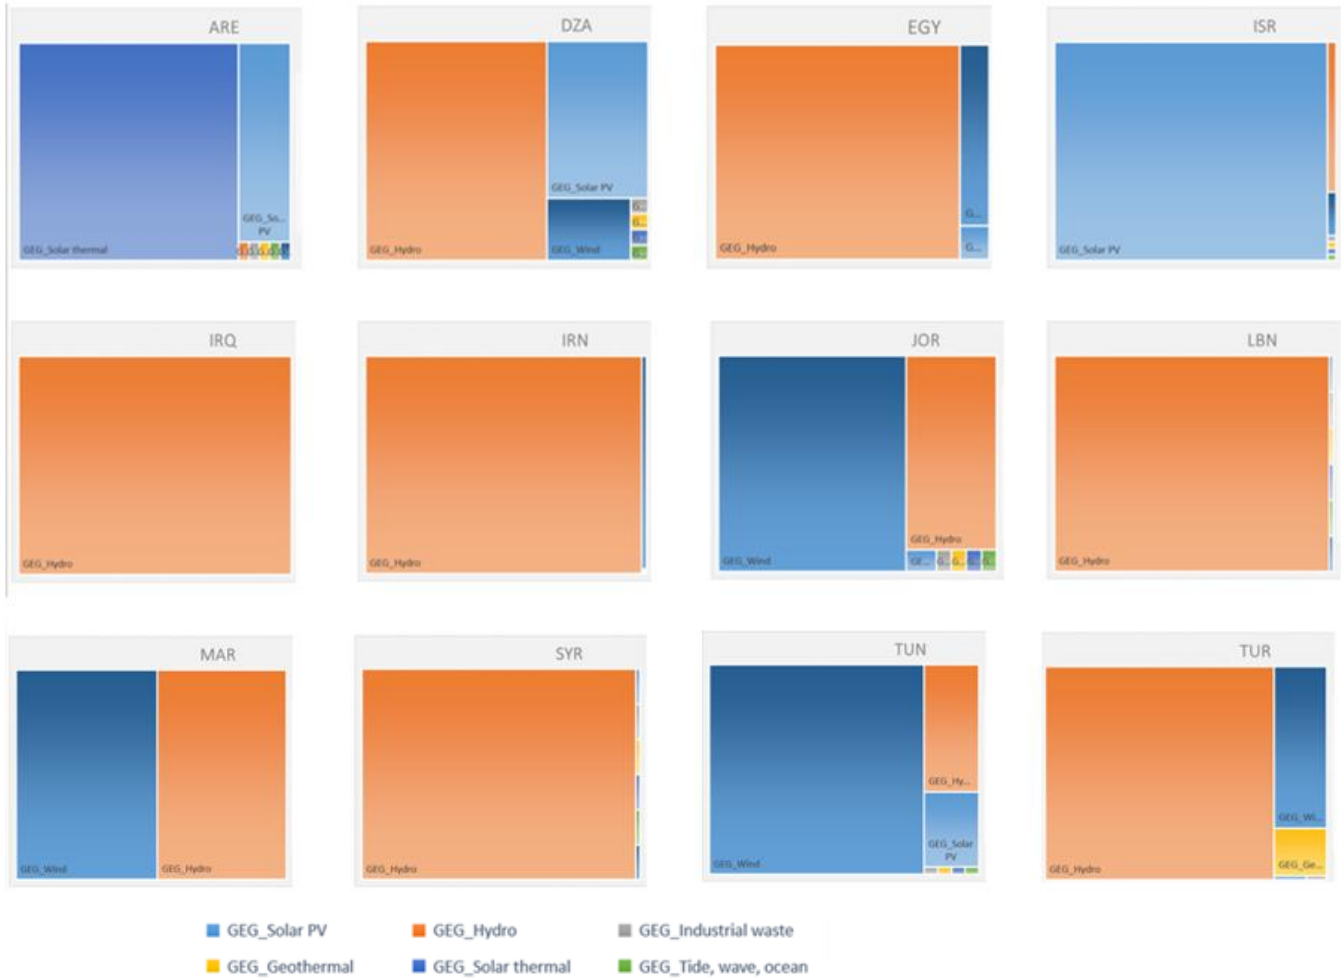 ARE
DZA
EGY
ISR
GEG_Solar thermal
GEG_So...
PV
GEG_Hydro
GEG_Solar PV
GEG_Wind
G...
G...
GEG_Hydro
G...
G...
GEG_Solar PV
IRQ
IRN
JOR
LBN
GEG_Hydro
GEG_Hydro
GEG_Wind
GEG_Hydro
GE...
G...
G...
G...
G...
GEG_Hydro
MAR
SYR
TUN
TUR
GEG_Wind
GEG_Hydro
GEG_Hydro
GEG_Wind
GEG_Hy...
GEG_Solar
PV
GEG_Hydro
GEG_Wi...
GEG_Ge...
GEG_Solar PV
GEG_Hydro
GEG_Industrial waste
GEG_Geothermal
GEG_Solar thermal
GEG_Tide, wave, ocean